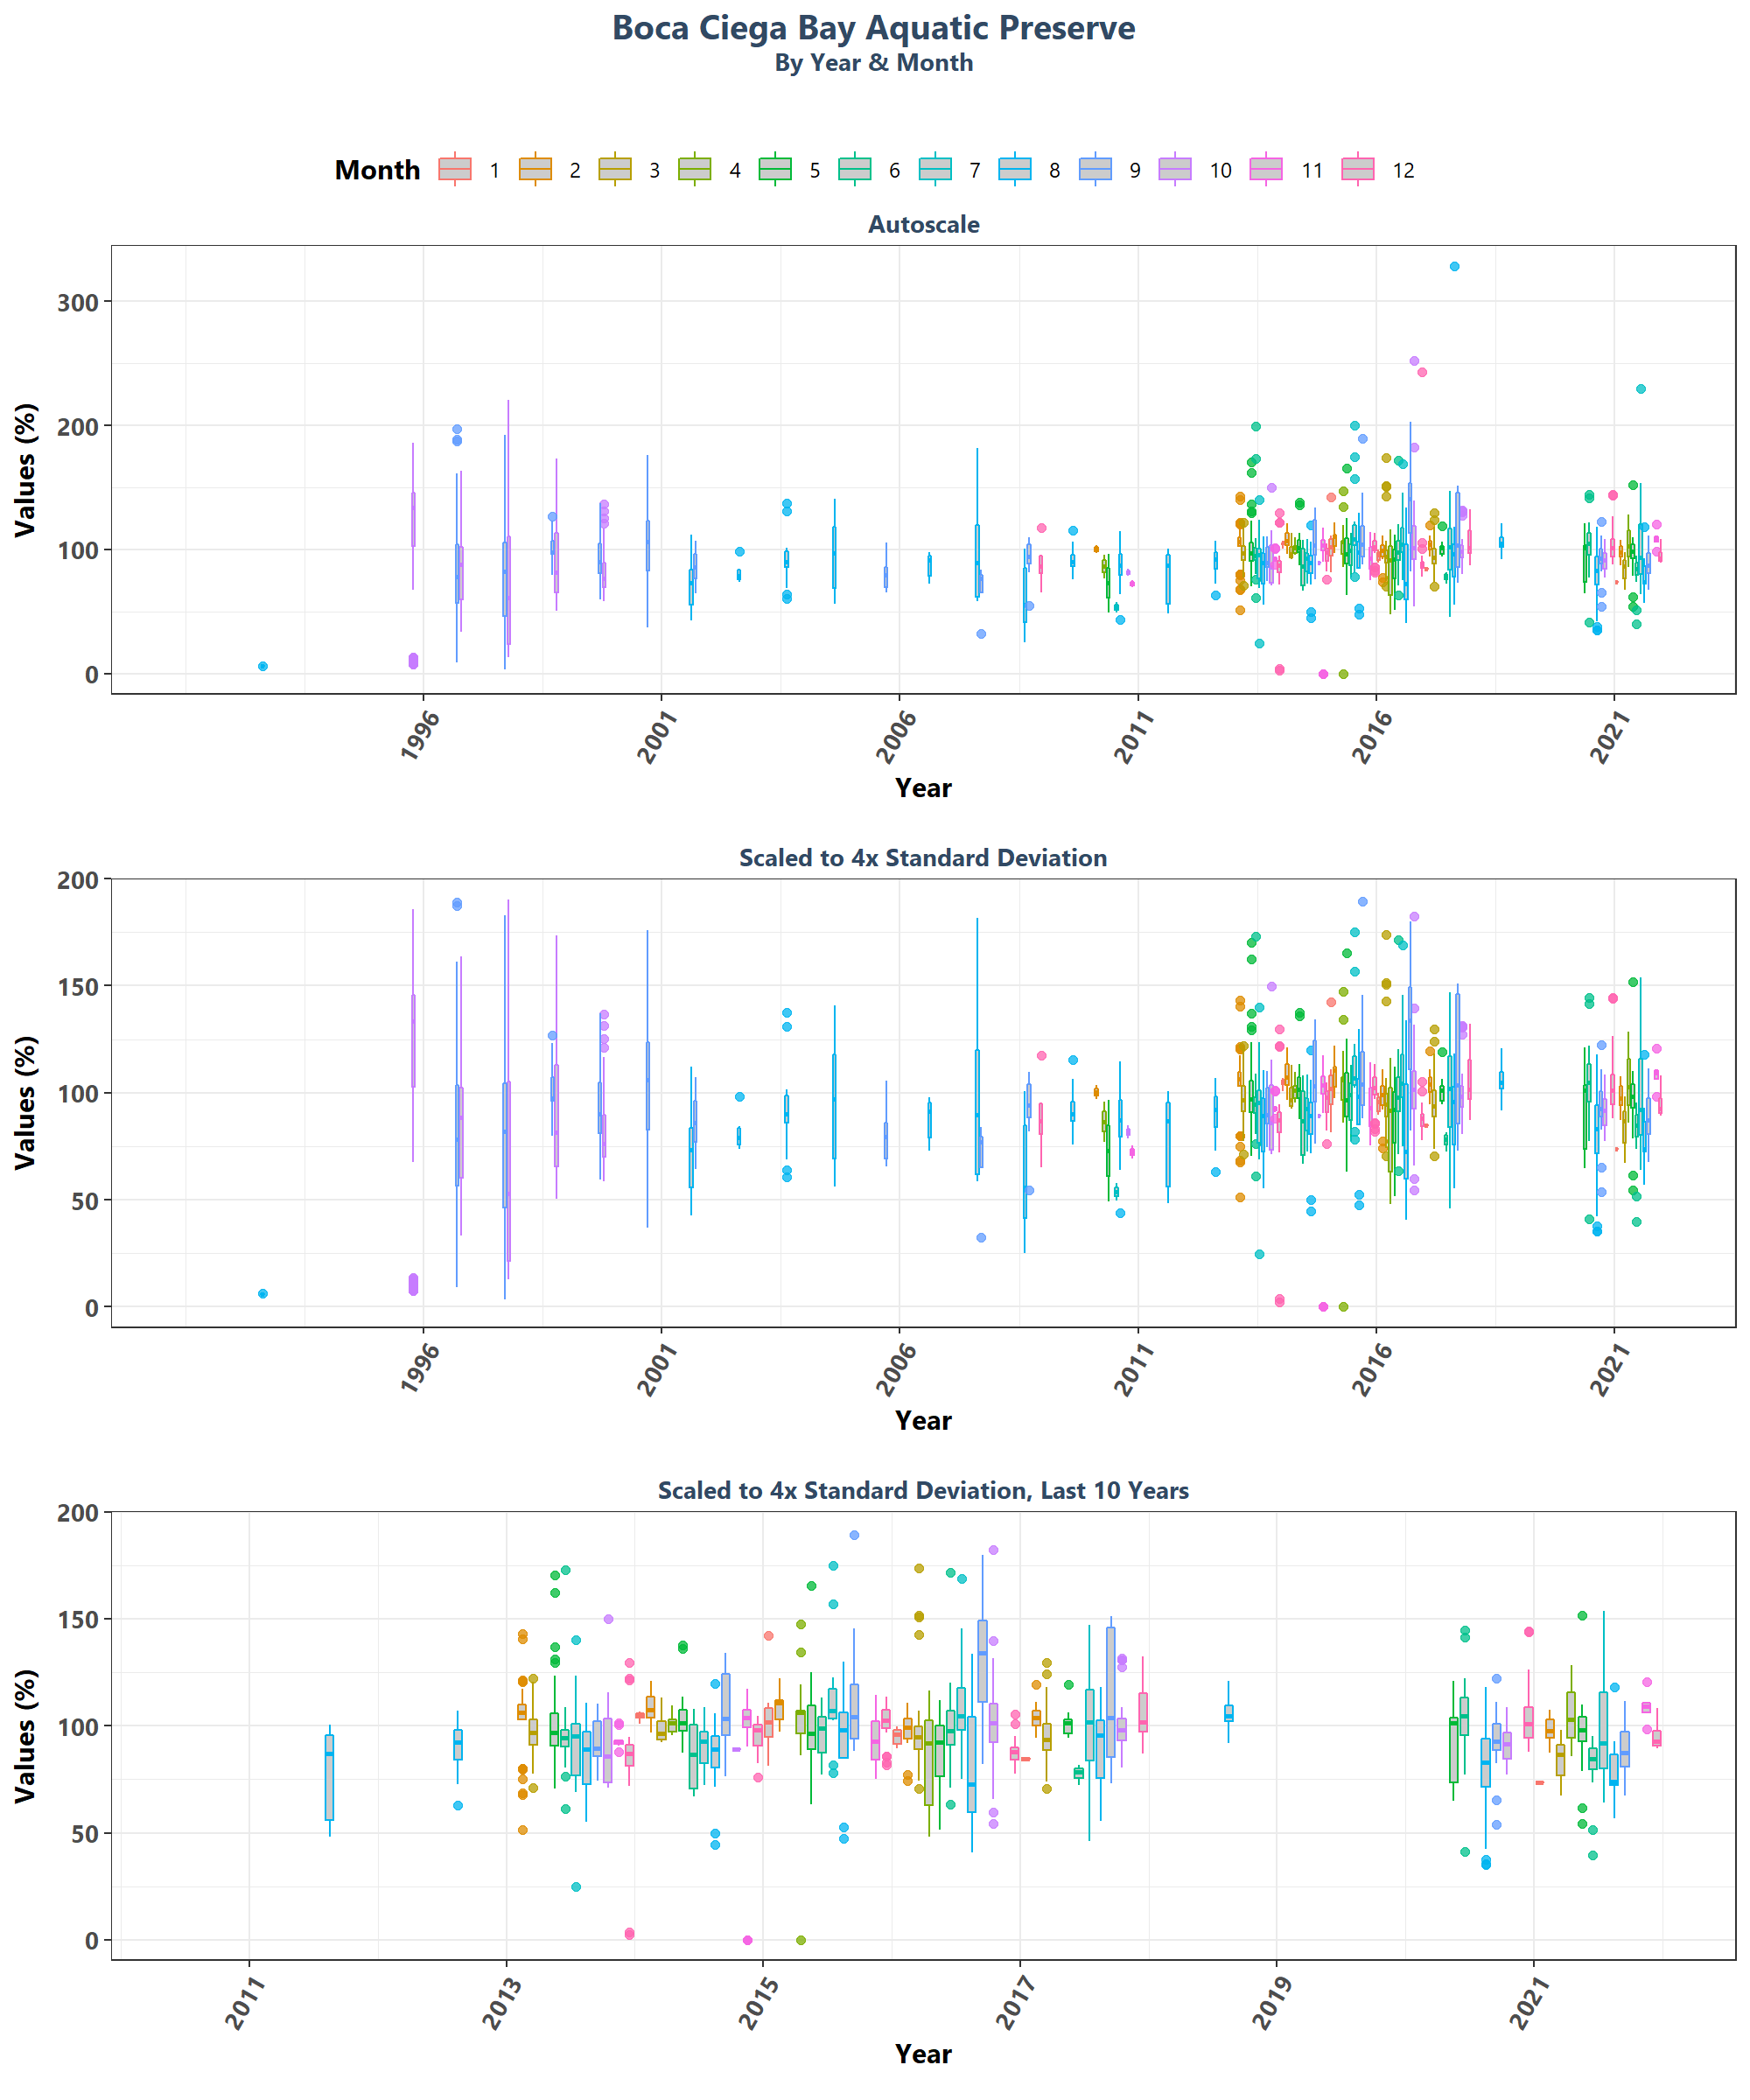 Boca Ciega Bay Aquatic Preserve
By Year & Month
Month 1 2 3 4 5 6 7 8 9 10 11 12
Autoscale
300
200
100
0
Values (%)
1996 2001 2006 2011 2016 2021
Year
Scaled to 4x Standard Deviation
200
150
100
50
0
Values (%)
1996 2001 2006 2011 2016 2021
Year
Scaled to 4x Standard Deviation, Last 10 Years
200
150
100
50
0
Values (%)
2011 2013 2015 2017 2019 2021
Year